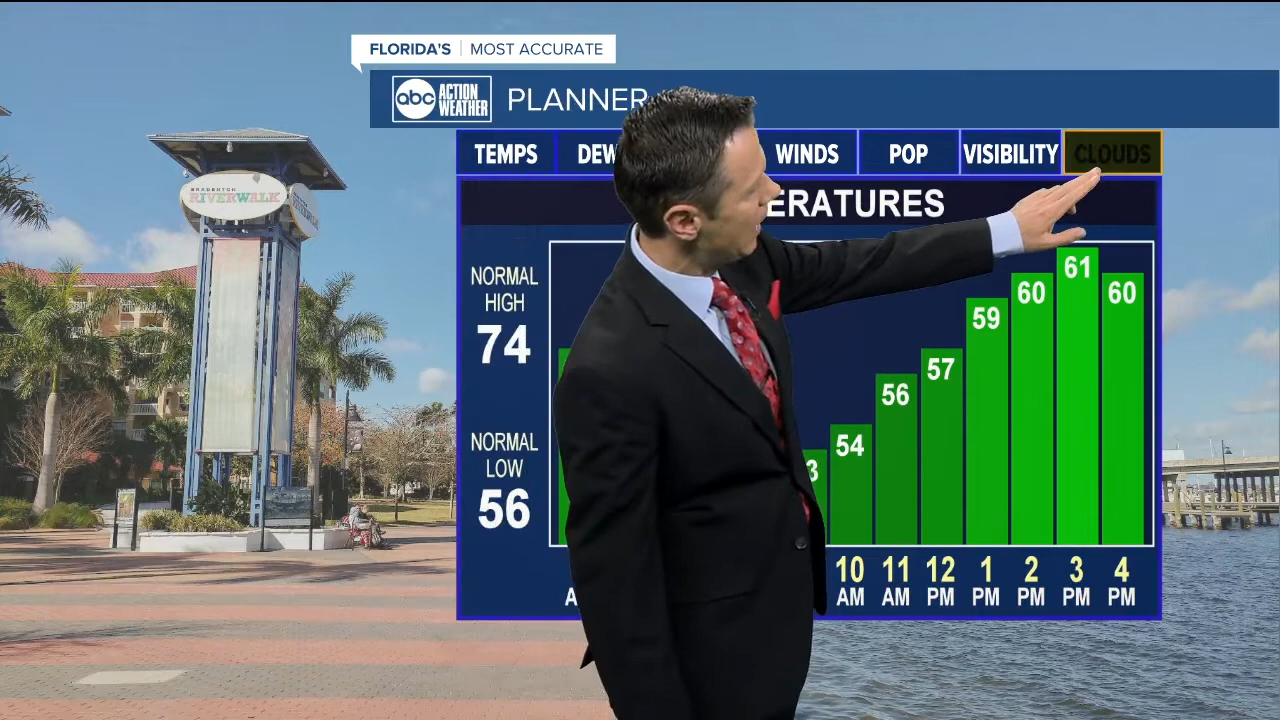 FLORIDA'S | MOST ACCURATE
abc ACTION WEATHER PLANNER
TEMPS DEW WINDS POP VISIBILITY CLOUDS
ERATURES
NORMAL
HIGH
74
NORMAL
LOW
56
3 54 56 57 59 60 61 60
10 11 12 1 2 3 4
A AM AM PM PM PM PM PM
BRADENTON
RIVERWALK